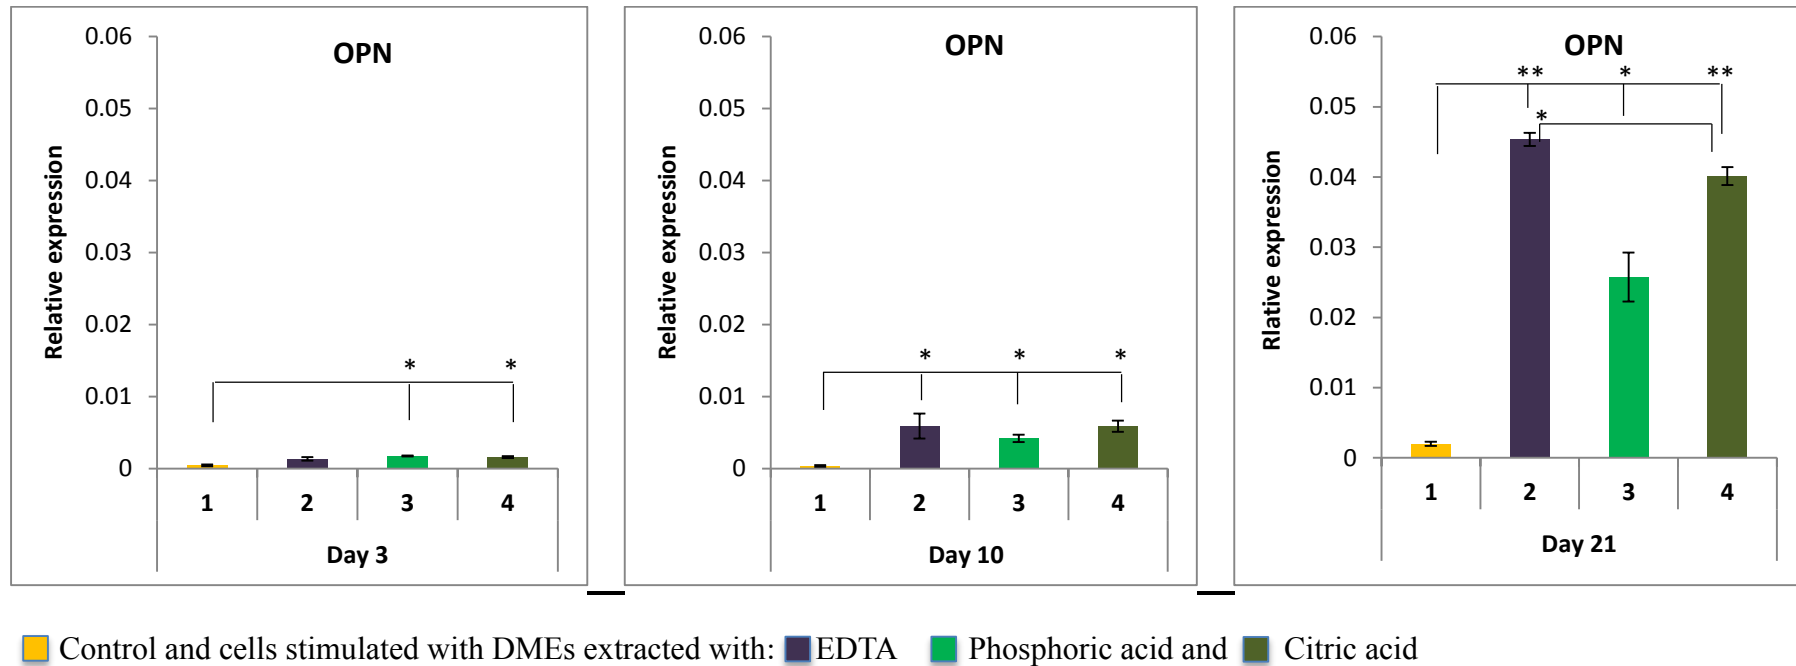 OPN
0.06
0.05
0.04
0.03
0.02
0.01
0
Relative expression
* *
1 2 3 4
Day 3
OPN
0.06
0.05
0.04
0.03
0.02
0.01
0
Relative expression
* * *
1 2 3 4
Day 10
OPN
0.06
0.05
0.04
0.03
0.02
0.01
0
Rlative expression
** * **
*
1 2 3 4
Day 21
Control and cells stimulated with DMEs extracted with: EDTA Phosphoric acid and Citric acid